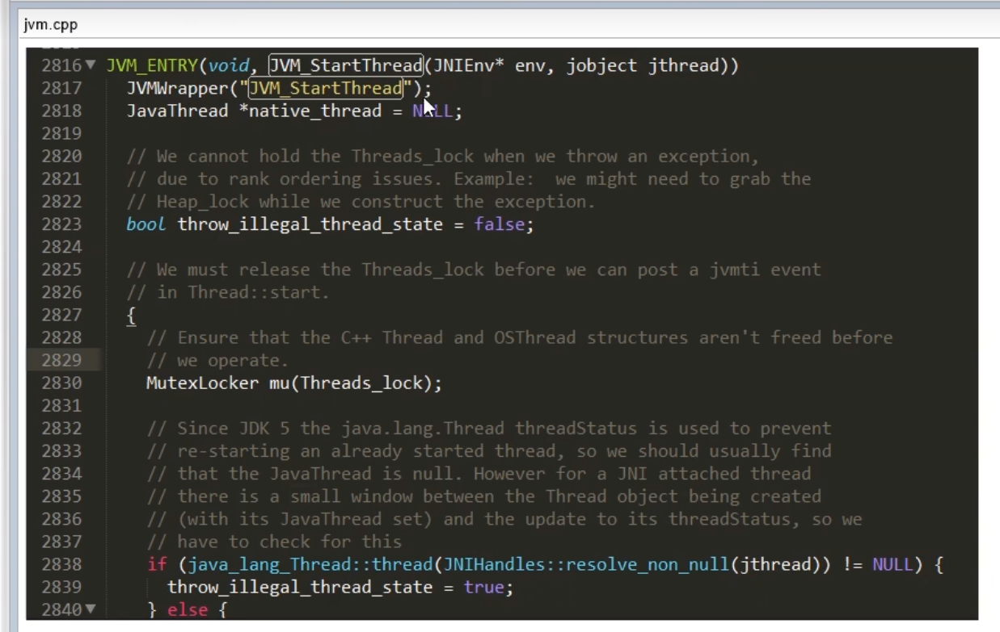 jvm.cpp
2816 JVM_ENTRY(void, JVM_StartThread(JNIEnv* env, jobject jthread))
2817   JVMWrapper("JVM_StartThread");
2818   JavaThread *native_thread = NULL;
2819
2820   // We cannot hold the Threads_lock when we throw an exception,
2821   // due to rank ordering issues. Example:  we might need to grab the
2822   // Heap_lock while we construct the exception.
2823   bool throw_illegal_thread_state = false;
2824
2825   // We must release the Threads_lock before we can post a jvmti event
2826   // in Thread::start.
2827   {
2828     // Ensure that the C++ Thread and OSThread structures aren't freed before
2829     // we operate.
2830     MutexLocker mu(Threads_lock);
2831
2832     // Since JDK 5 the java.lang.Thread threadStatus is used to prevent
2833     // re-starting an already started thread, so we should usually find
2834     // that the JavaThread is null. However for a JNI attached thread
2835     // there is a small window between the Thread object being created
2836     // (with its JavaThread set) and the update to its threadStatus, so we
2837     // have to check for this
2838     if (java_lang_Thread::thread(JNIHandles::resolve_non_null(jthread)) != NULL) {
2839       throw_illegal_thread_state = true;
2840     } else {